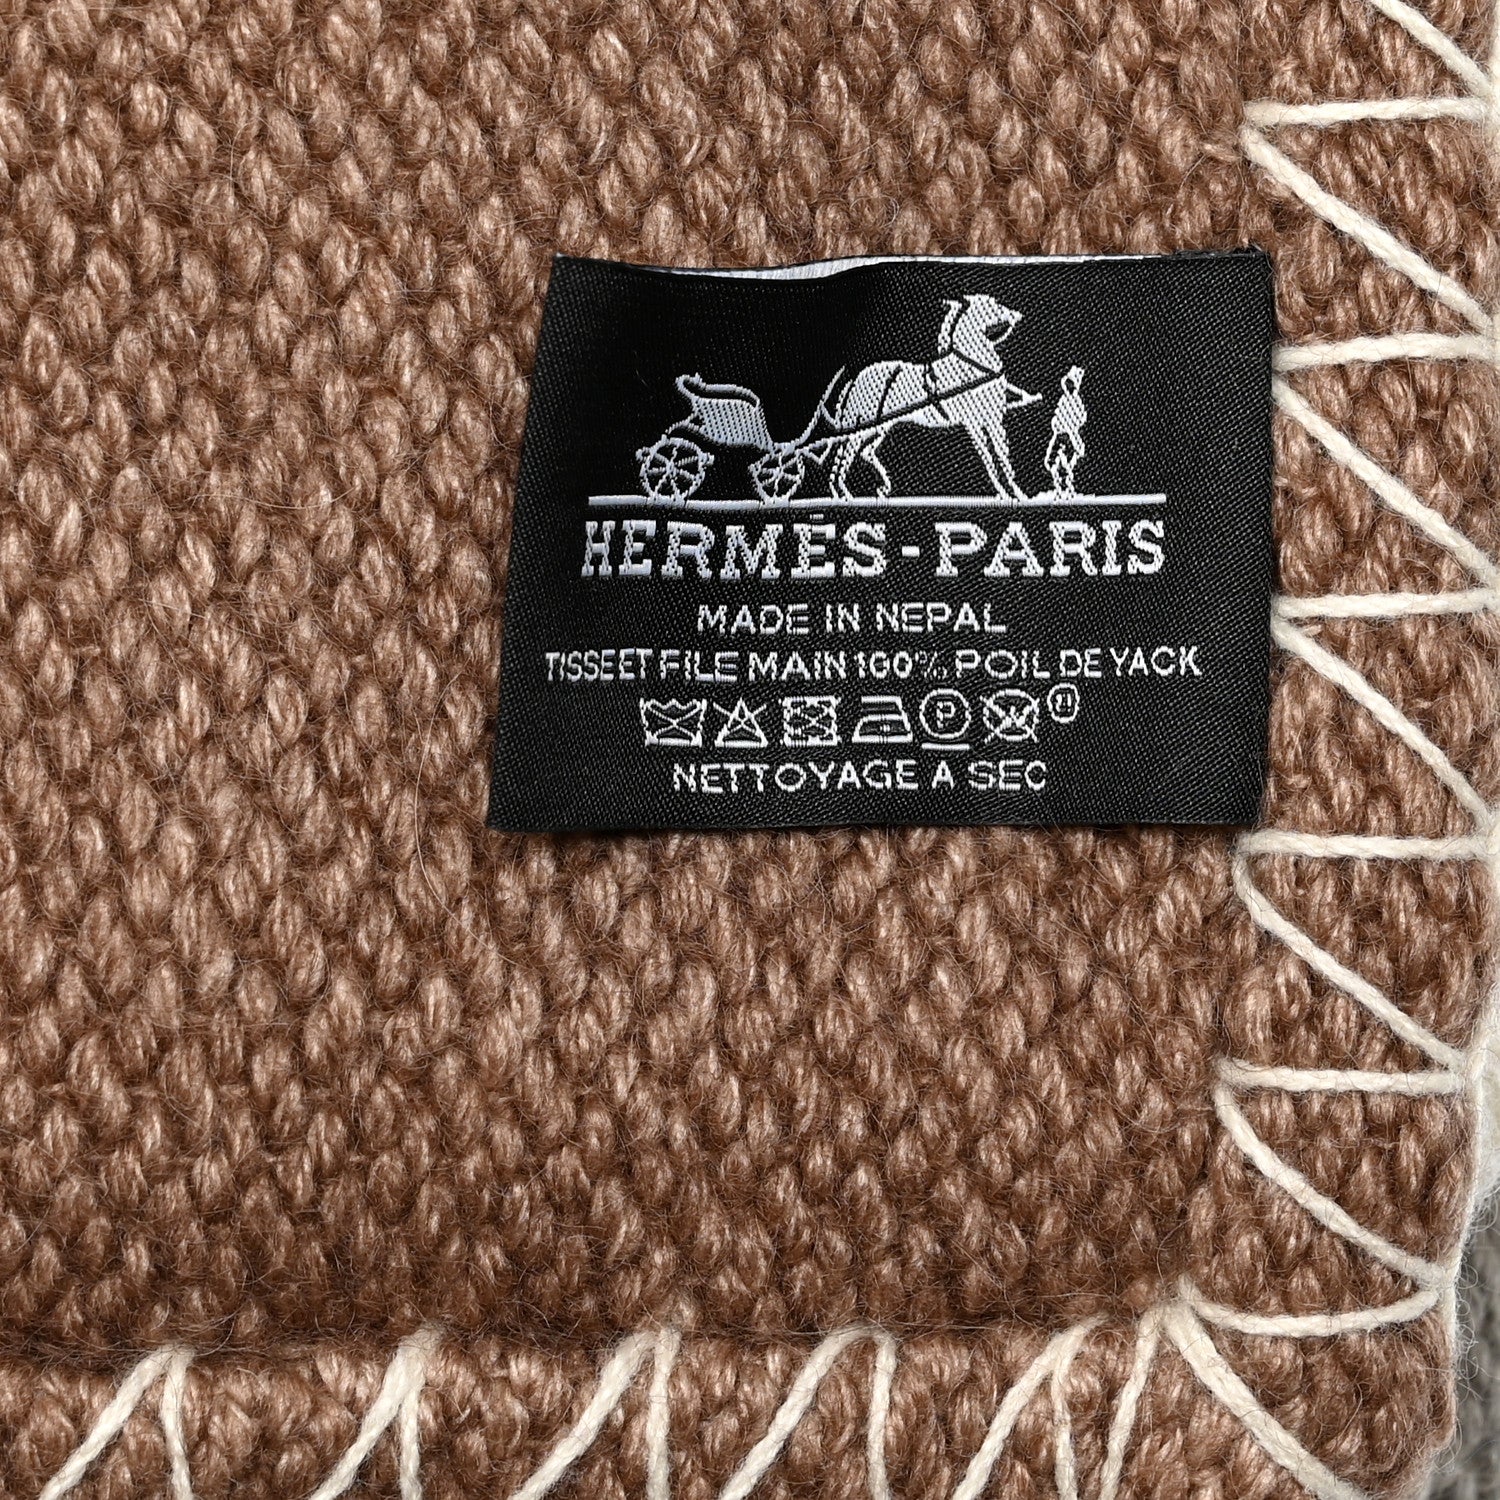 HERMÈS-PARIS
MADE IN NEPAL
TISSE ET FILE MAIN 100% POIL DE YACK
P
NETTOYAGE A SEC